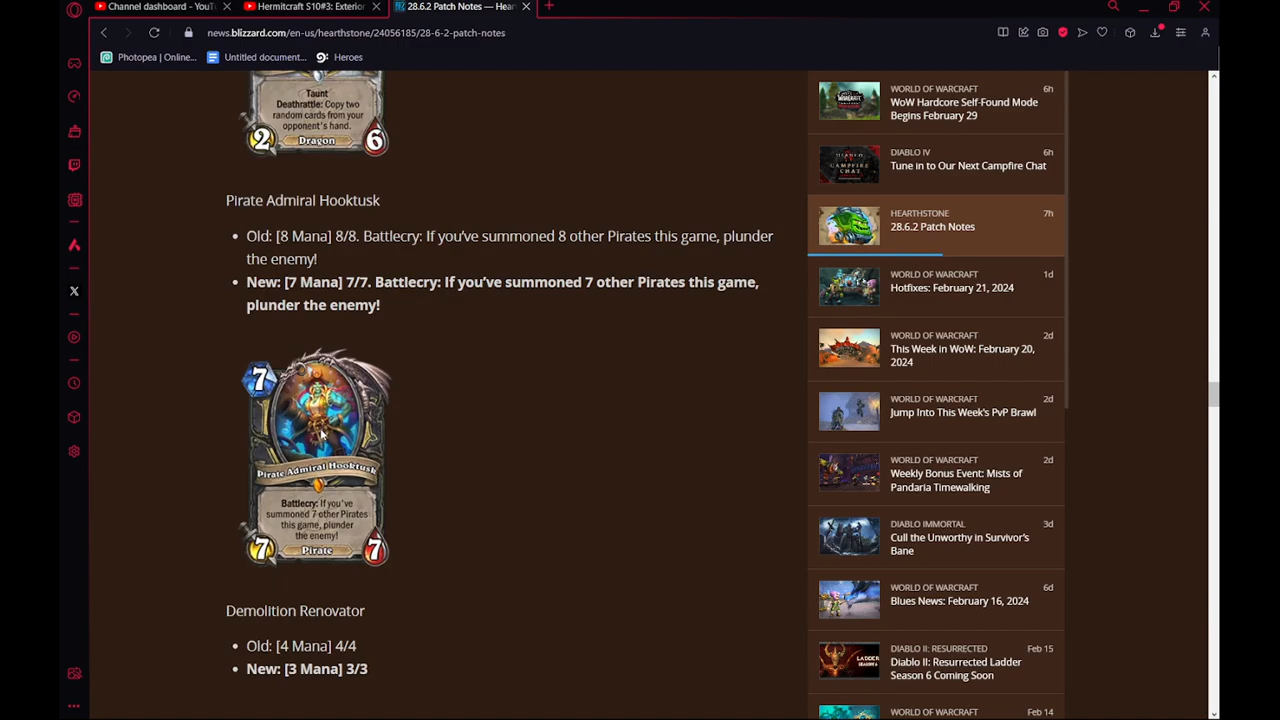 Channel dashboard - YouTu
Hermitcraft S10#3: Exterior
28.6.2 Patch Notes — Hear
news.blizzard.com/en-us/hearthstone/24056185/28-6-2-patch-notes
Photopea | Online...
Untitled document...
Heroes
Taunt
Deathrattle: Copy two
random cards from your
opponent's hand.
2
Dragon
6
Pirate Admiral Hooktusk
• Old: [8 Mana] 8/8. Battlecry: If you’ve summoned 8 other Pirates this game, plunder
the enemy!
• New: [7 Mana] 7/7. Battlecry: If you’ve summoned 7 other Pirates this game,
plunder the enemy!
7
Pirate Admiral Hooktusk
Battlecry: If you've
summoned 7 other Pirates
this game, plunder
the enemy!
7
Pirate
7
Demolition Renovator
• Old: [4 Mana] 4/4
• New: [3 Mana] 3/3
WORLD OF WARCRAFT 6h
WoW Hardcore Self-Found Mode
Begins February 29
DIABLO IV 6h
Tune in to Our Next Campfire Chat
HEARTHSTONE 7h
28.6.2 Patch Notes
WORLD OF WARCRAFT 1d
Hotfixes: February 21, 2024
WORLD OF WARCRAFT 2d
This Week in WoW: February 20,
2024
WORLD OF WARCRAFT 2d
Jump Into This Week's PvP Brawl
WORLD OF WARCRAFT 2d
Weekly Bonus Event: Mists of
Pandaria Timewalking
DIABLO IMMORTAL 3d
Cull the Unworthy in Survivor's
Bane
WORLD OF WARCRAFT 6d
Blues News: February 16, 2024
DIABLO II: RESURRECTED Feb 15
Diablo II: Resurrected Ladder
Season 6 Coming Soon
WORLD OF WARCRAFT Feb 14